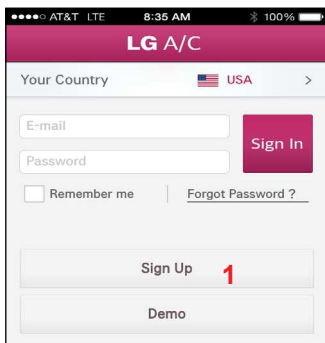 AT&T LTE 8:35 AM 100%
LG A/C
Your Country USA >
E-mail
Password
Sign In
Remember me Forgot Password ?
Sign Up 1
Demo